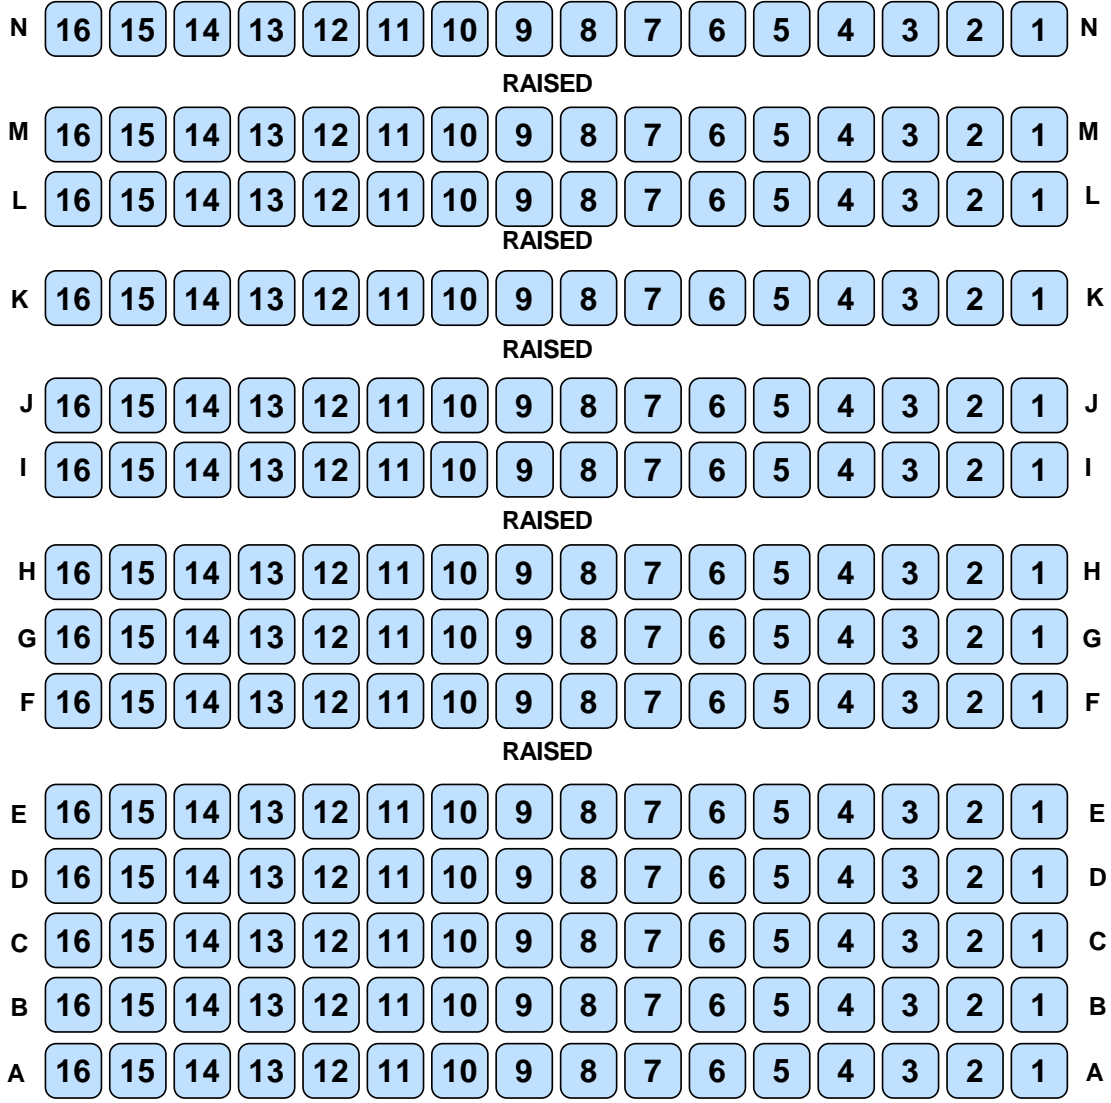 N 16 15 14 13 12 11 10 9 8 7 6 5 4 3 2 1 N
RAISED
M 16 15 14 13 12 11 10 9 8 7 6 5 4 3 2 1 M
L 16 15 14 13 12 11 10 9 8 7 6 5 4 3 2 1 L
RAISED
K 16 15 14 13 12 11 10 9 8 7 6 5 4 3 2 1 K
RAISED
J 16 15 14 13 12 11 10 9 8 7 6 5 4 3 2 1 J
I 16 15 14 13 12 11 10 9 8 7 6 5 4 3 2 1 I
RAISED
H 16 15 14 13 12 11 10 9 8 7 6 5 4 3 2 1 H
G 16 15 14 13 12 11 10 9 8 7 6 5 4 3 2 1 G
F 16 15 14 13 12 11 10 9 8 7 6 5 4 3 2 1 F
RAISED
E 16 15 14 13 12 11 10 9 8 7 6 5 4 3 2 1 E
D 16 15 14 13 12 11 10 9 8 7 6 5 4 3 2 1 D
C 16 15 14 13 12 11 10 9 8 7 6 5 4 3 2 1 C
B 16 15 14 13 12 11 10 9 8 7 6 5 4 3 2 1 B
A 16 15 14 13 12 11 10 9 8 7 6 5 4 3 2 1 A